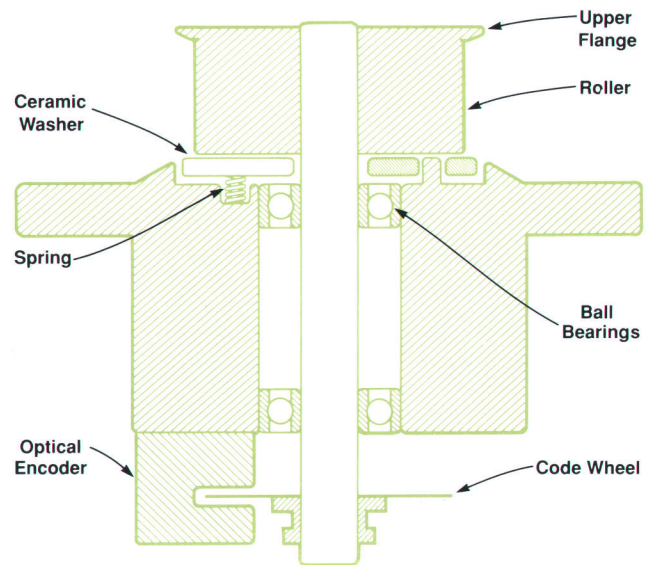 Upper
Flange
Roller
Ceramic
Washer
Spring
Ball
Bearings
Optical
Encoder
Code Wheel